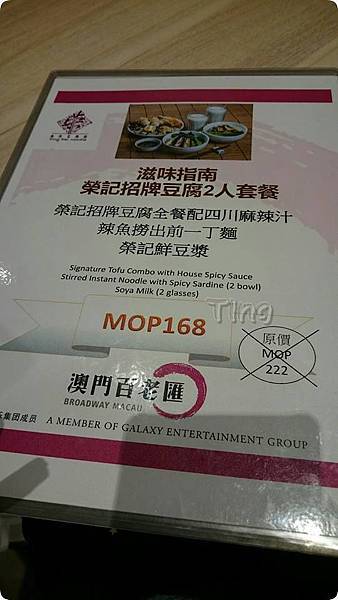 滋味指南
榮記招牌豆腐2人套餐
榮記招牌豆腐全餐配四川麻辣汁
辣魚撈出前一丁麵
榮記鮮豆漿
Signature Tofu Combo with House Spicy Sauce
Stirred Instant Noodle with Spicy Sardine (2 bowl)
Soya Milk (2 glasses)
Ting
MOP168
原價
MOP
222
澳門百老匯
BROADWAY MACAU
集團成员 A MEMBER OF GALAXY ENTERTAINMENT GROUP